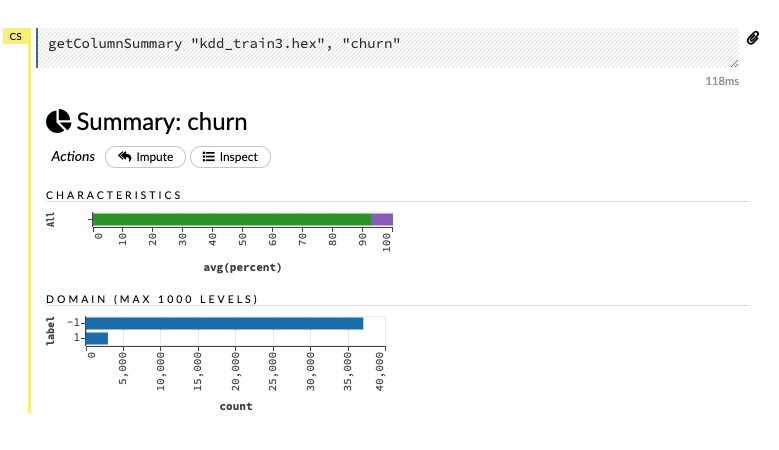 CS
getColumnSummary "kdd_train3.hex", "churn"
118ms
Summary: churn
Actions Impute Inspect
CHARACTERISTICS
All
0 10 20 30 40 50 60 70 80 90 100
avg(percent)
DOMAIN (MAX 1000 LEVELS)
label
-1
1
0 5,000 10,000 15,000 20,000 25,000 30,000 35,000 40,000
count